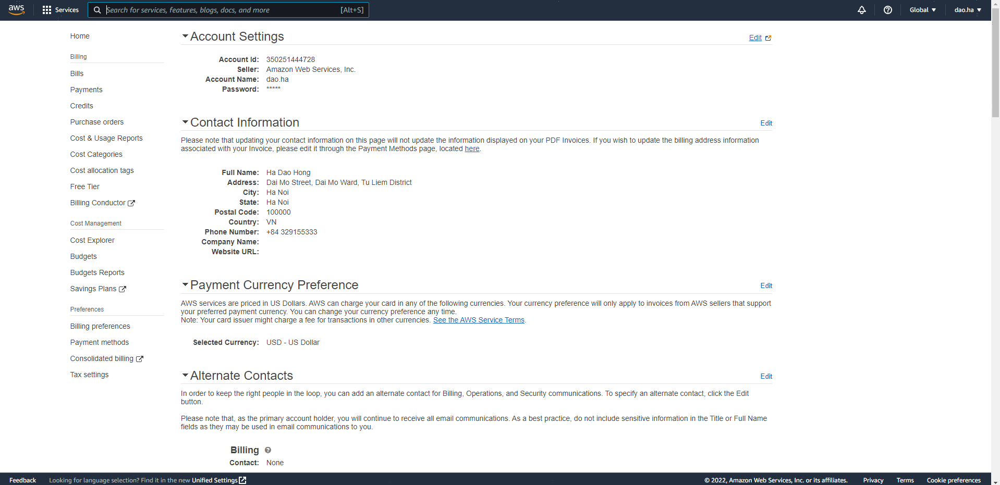 aws
Services
Search for services, features, blogs, docs, and more
[Alt+S]
Global
dao.ha
Home
Billing
Bills
Payments
Credits
Purchase orders
Cost & Usage Reports
Cost Categories
Cost allocation tags
Free Tier
Billing Conductor
Cost Management
Cost Explorer
Budgets
Budgets Reports
Savings Plans
Preferences
Billing preferences
Payment methods
Consolidated billing
Tax settings
Account Settings
Edit
Account Id: 350251444728
Seller: Amazon Web Services, Inc.
Account Name: dao.ha
Password: *****
Contact Information
Edit
Please note that updating your contact information on this page will not update the information displayed on your PDF Invoices. If you wish to update the billing address information
associated with your Invoice, please edit it through the Payment Methods page, located here.
Full Name: Ha Dao Hong
Address: Dai Mo Street, Dai Mo Ward, Tu Liem District
City: Ha Noi
State: Ha Noi
Postal Code: 100000
Country: VN
Phone Number: +84 329155333
Company Name:
Website URL:
Payment Currency Preference
Edit
AWS services are priced in US Dollars. AWS can charge your card in any of the following currencies. Your currency preference will only apply to invoices from AWS sellers that support
your preferred payment currency. You can change your currency preference any time.
Note: Your card issuer might charge a fee for transactions in other currencies. See the AWS Service Terms.
Selected Currency: USD - US Dollar
Alternate Contacts
Edit
In order to keep the right people in the loop, you can add an alternate contact for Billing, Operations, and Security communications. To specify an alternate contact, click the Edit
button.
Please note that, as the primary account holder, you will continue to receive all email communications. As a best practice, do not include sensitive information in the Title or Full Name
fields as they may be used in email communications to you.
Billing
Contact: None
Feedback
Looking for language selection? Find it in the new Unified Settings
© 2022, Amazon Web Services, Inc. or its affiliates.
Privacy
Terms
Cookie preferences